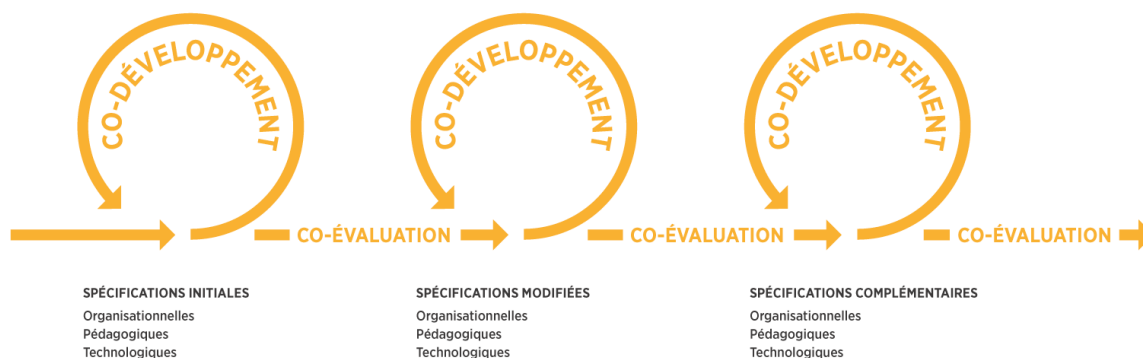 CO-DÉVELOPPEMENT
CO-DÉVELOPPEMENT
CO-DÉVELOPPEMENT
CO-ÉVALUATION
CO-ÉVALUATION
CO-ÉVALUATION
SPÉCIFICATIONS INITIALES
Organisationnelles
Pédagogiques
Technologiques
SPÉCIFICATIONS MODIFIÉES
Organisationnelles
Pédagogiques
Technologiques
SPÉCIFICATIONS COMPLÉMENTAIRES
Organisationnelles
Pédagogiques
Technologiques